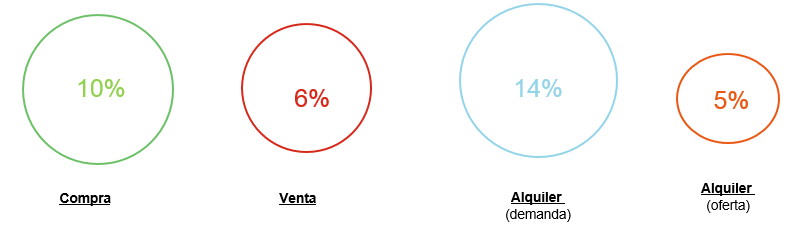 10%
6%
14%
5%
Compra
Venta
Alquiler
(demanda)
Alquiler
(oferta)